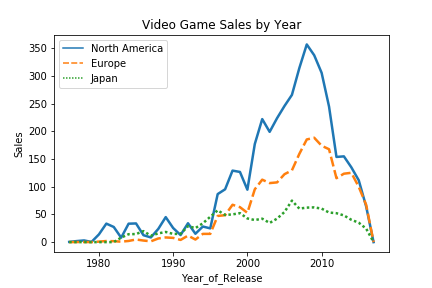 Video Game Sales by Year
North America
Europe
Japan
Sales
350
300
250
200
150
100
50
0
1980
1990
2000
2010
Year_of_Release